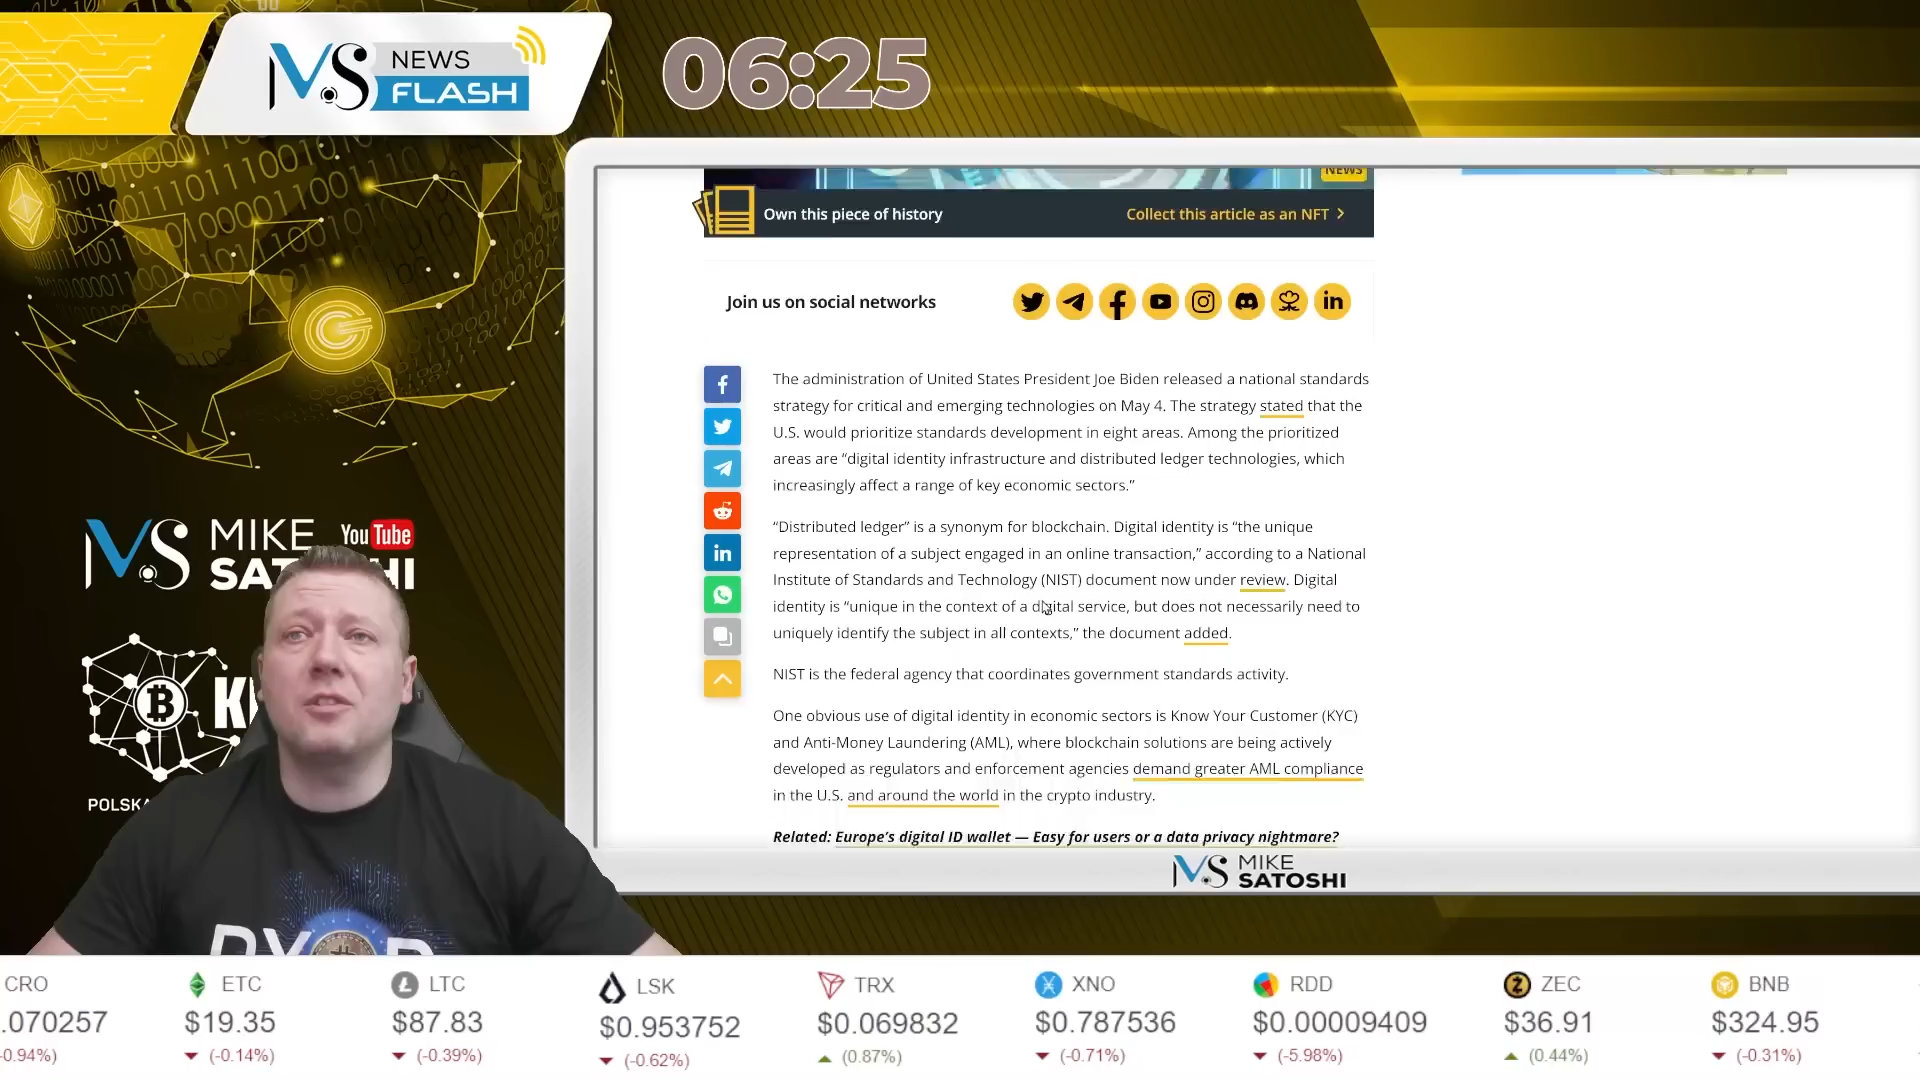 NEWS
FLASH
06:25
NEWS
Own this piece of history
Collect this article as an NFT >
Join us on social networks
The administration of United States President Joe Biden released a national standards
strategy for critical and emerging technologies on May 4. The strategy stated that the
U.S. would prioritize standards development in eight areas. Among the prioritized
areas are “digital identity infrastructure and distributed ledger technologies, which
increasingly affect a range of key economic sectors.”
“Distributed ledger” is a synonym for blockchain. Digital identity is “the unique
representation of a subject engaged in an online transaction,” according to a National
Institute of Standards and Technology (NIST) document now under review. Digital
identity is “unique in the context of a digital service, but does not necessarily need to
uniquely identify the subject in all contexts,” the document added.
NIST is the federal agency that coordinates government standards activity.
One obvious use of digital identity in economic sectors is Know Your Customer (KYC)
and Anti-Money Laundering (AML), where blockchain solutions are being actively
developed as regulators and enforcement agencies demand greater AML compliance
in the U.S. and around the world in the crypto industry.
Related: Europe’s digital ID wallet — Easy for users or a data privacy nightmare?
MIKE
SATOSHI
MS
MIKE
YouTube
POLSKA
CRO
.070257
-0.94%)
ETC
$19.35
(-0.14%)
LTC
$87.83
(-0.39%)
LSK
$0.953752
(-0.62%)
TRX
$0.069832
(0.87%)
XNO
$0.787536
(-0.71%)
RDD
$0.00009409
(-5.98%)
ZEC
$36.91
(0.44%)
BNB
$324.95
(-0.31%)